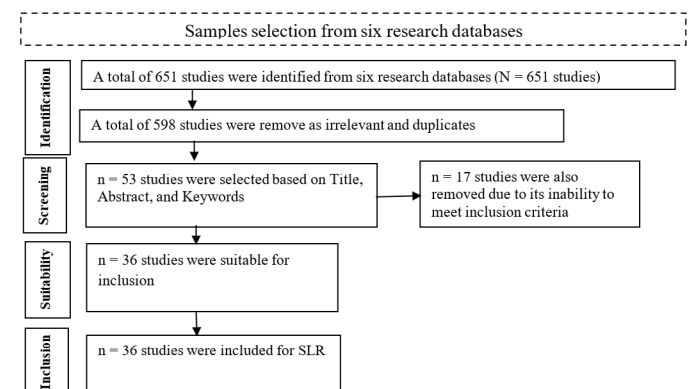 Samples selection from six research databases
Identification
A total of 651 studies were identified from six research databases (N = 651 studies)
A total of 598 studies were remove as irrelevant and duplicates
Screening
n = 53 studies were selected based on Title,
Abstract, and Keywords
n = 17 studies were also
removed due to its inability to
meet inclusion criteria
Suitability
n = 36 studies were suitable for
inclusion
Inclusion
n = 36 studies were included for SLR